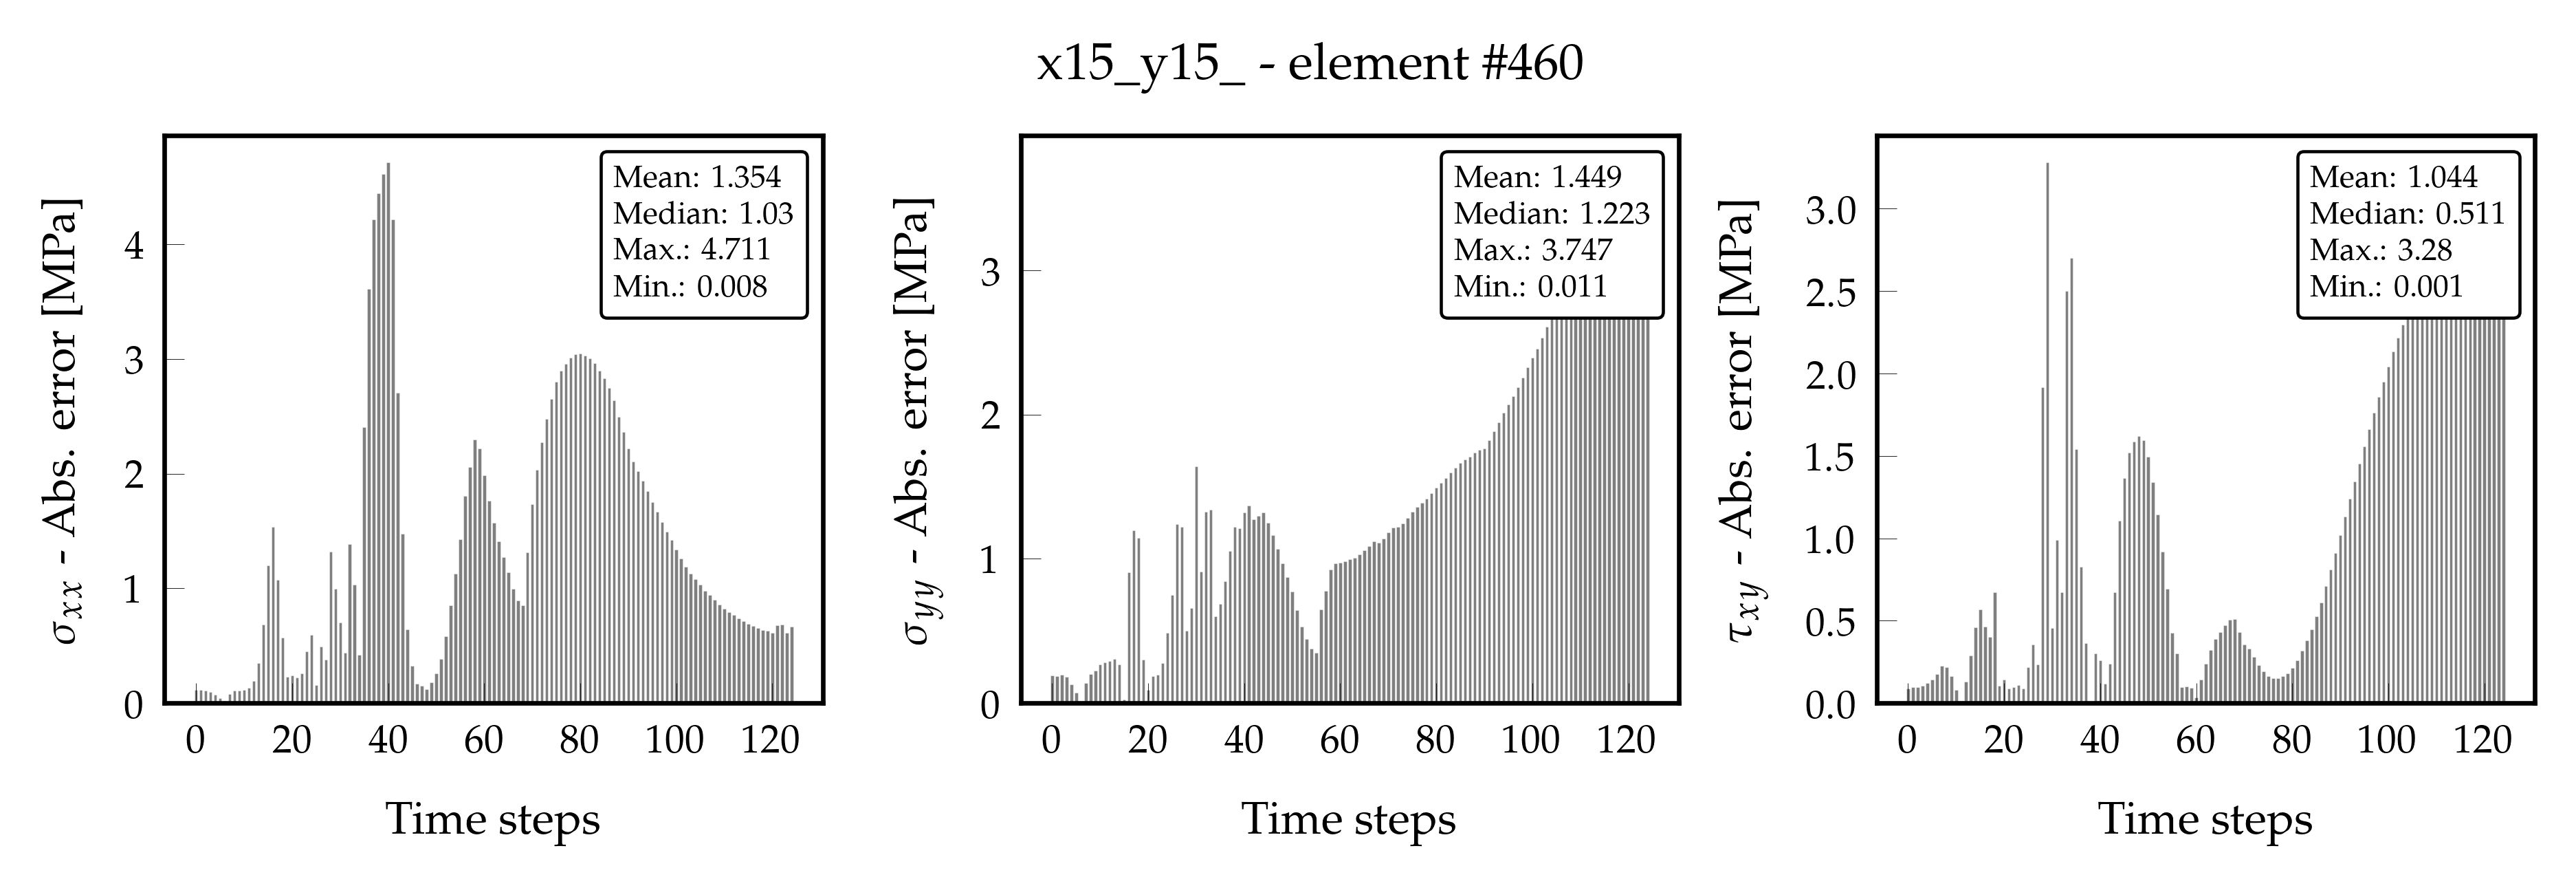 x15_y15_ - element #460
σxx - Abs. error [MPa]
4
3
2
1
0
0 20 40 60 80 100 120
Time steps
Mean: 1.354
Median: 1.03
Max.: 4.711
Min.: 0.008
σyy - Abs. error [MPa]
3
2
1
0
0 20 40 60 80 100 120
Time steps
Mean: 1.449
Median: 1.223
Max.: 3.747
Min.: 0.011
τxy - Abs. error [MPa]
3.0
2.5
2.0
1.5
1.0
0.5
0.0
0 20 40 60 80 100 120
Time steps
Mean: 1.044
Median: 0.511
Max.: 3.28
Min.: 0.001